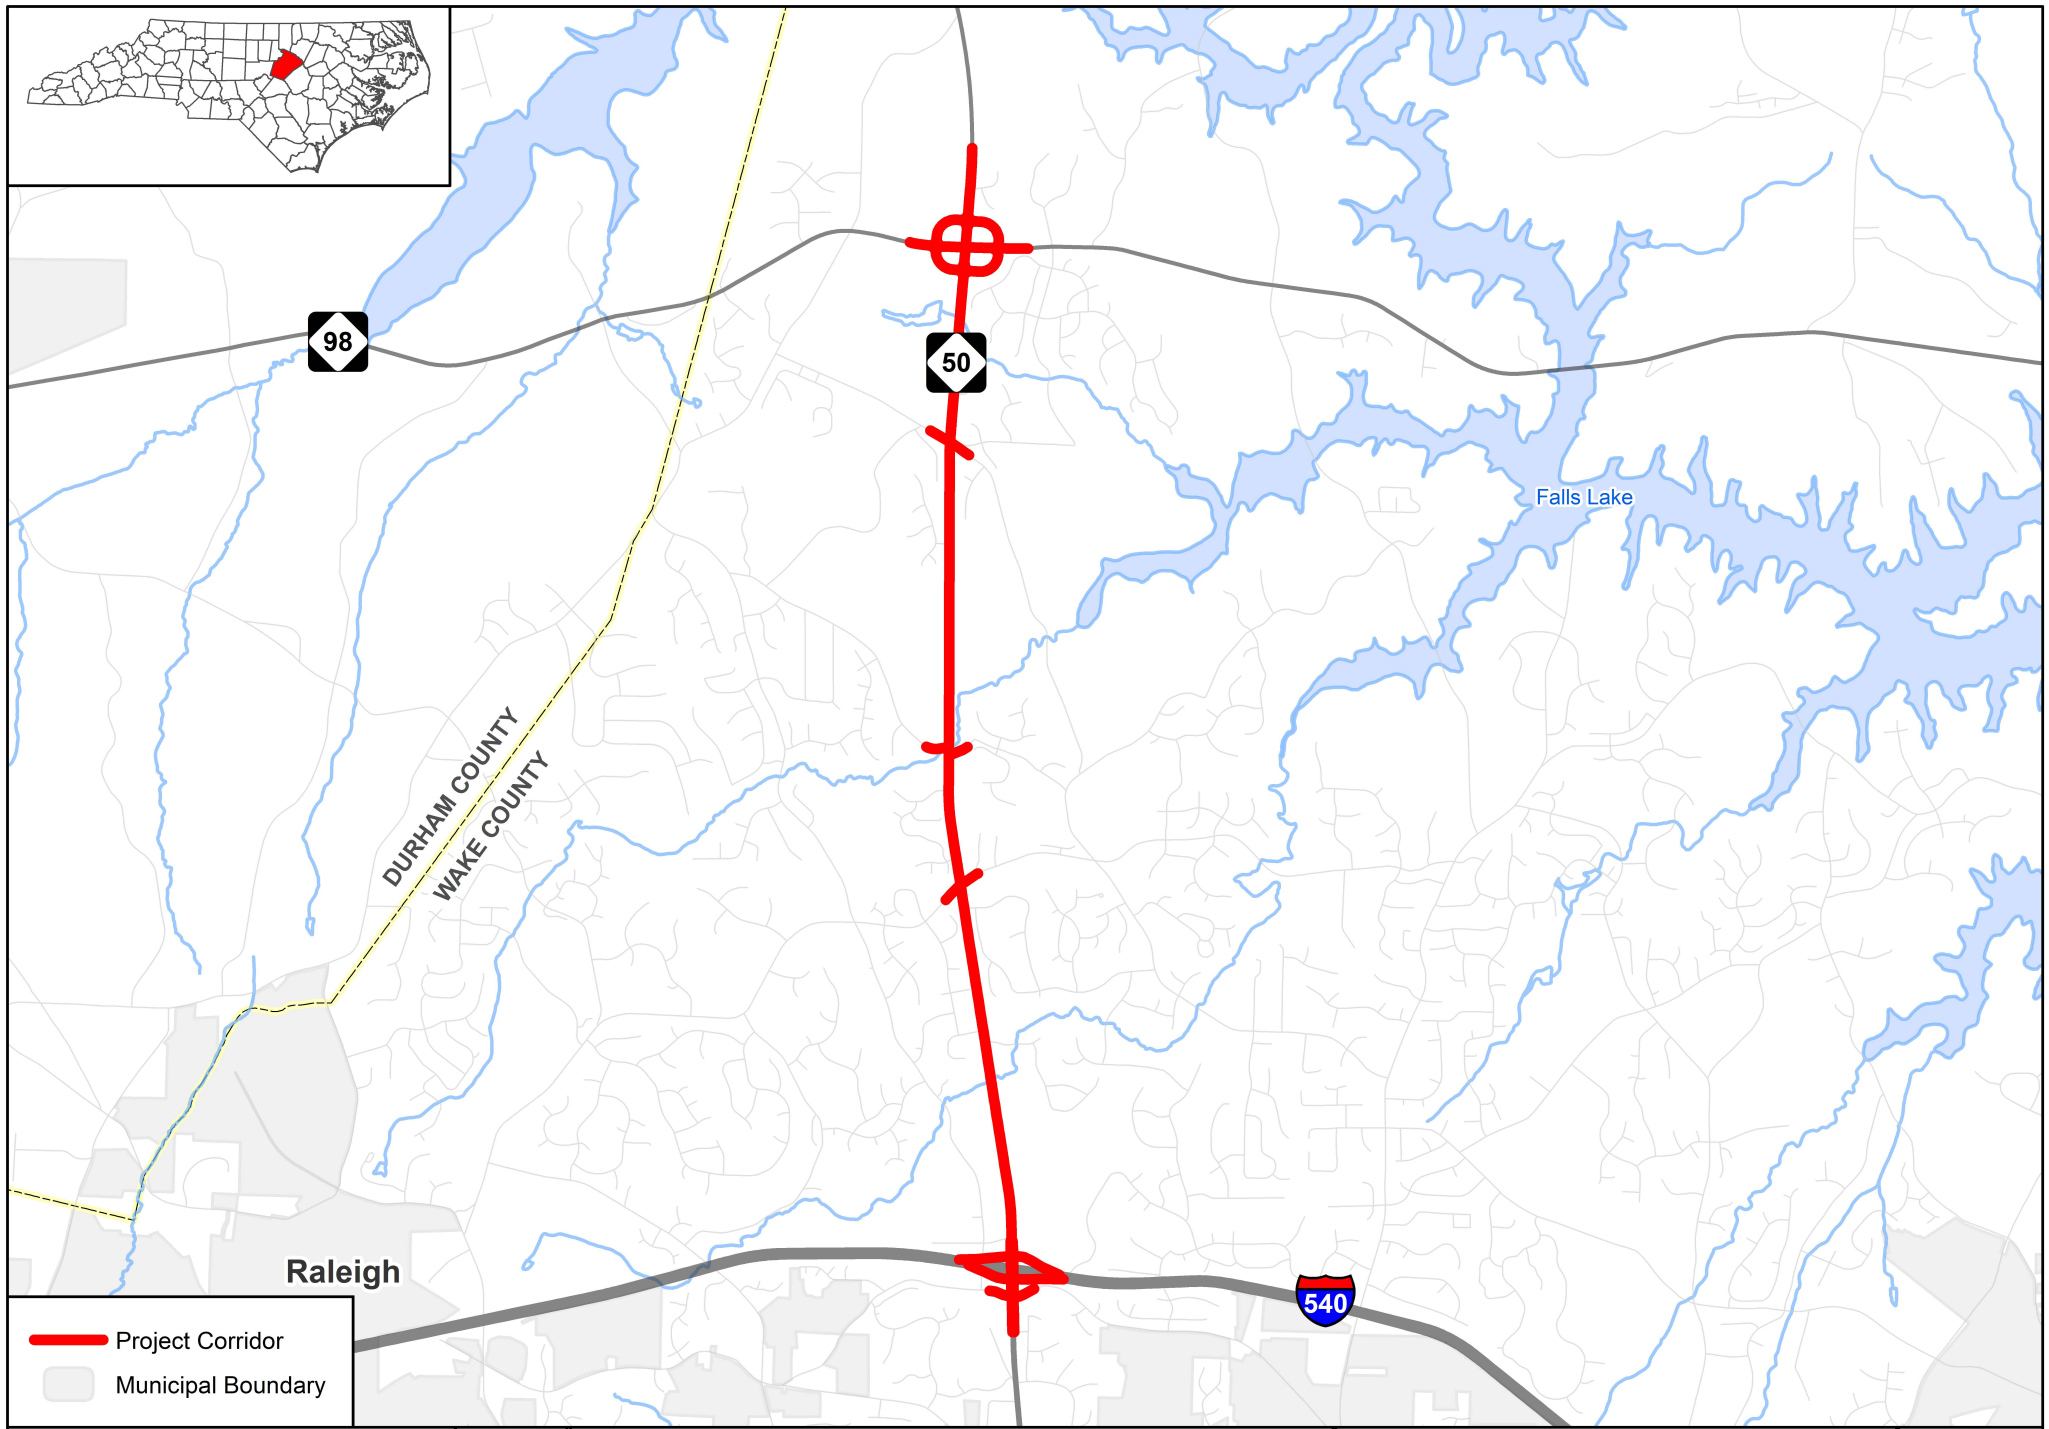 98
50
Falls Lake
DURHAM COUNTY
WAKE COUNTY
Raleigh
540
Project Corridor
Municipal Boundary